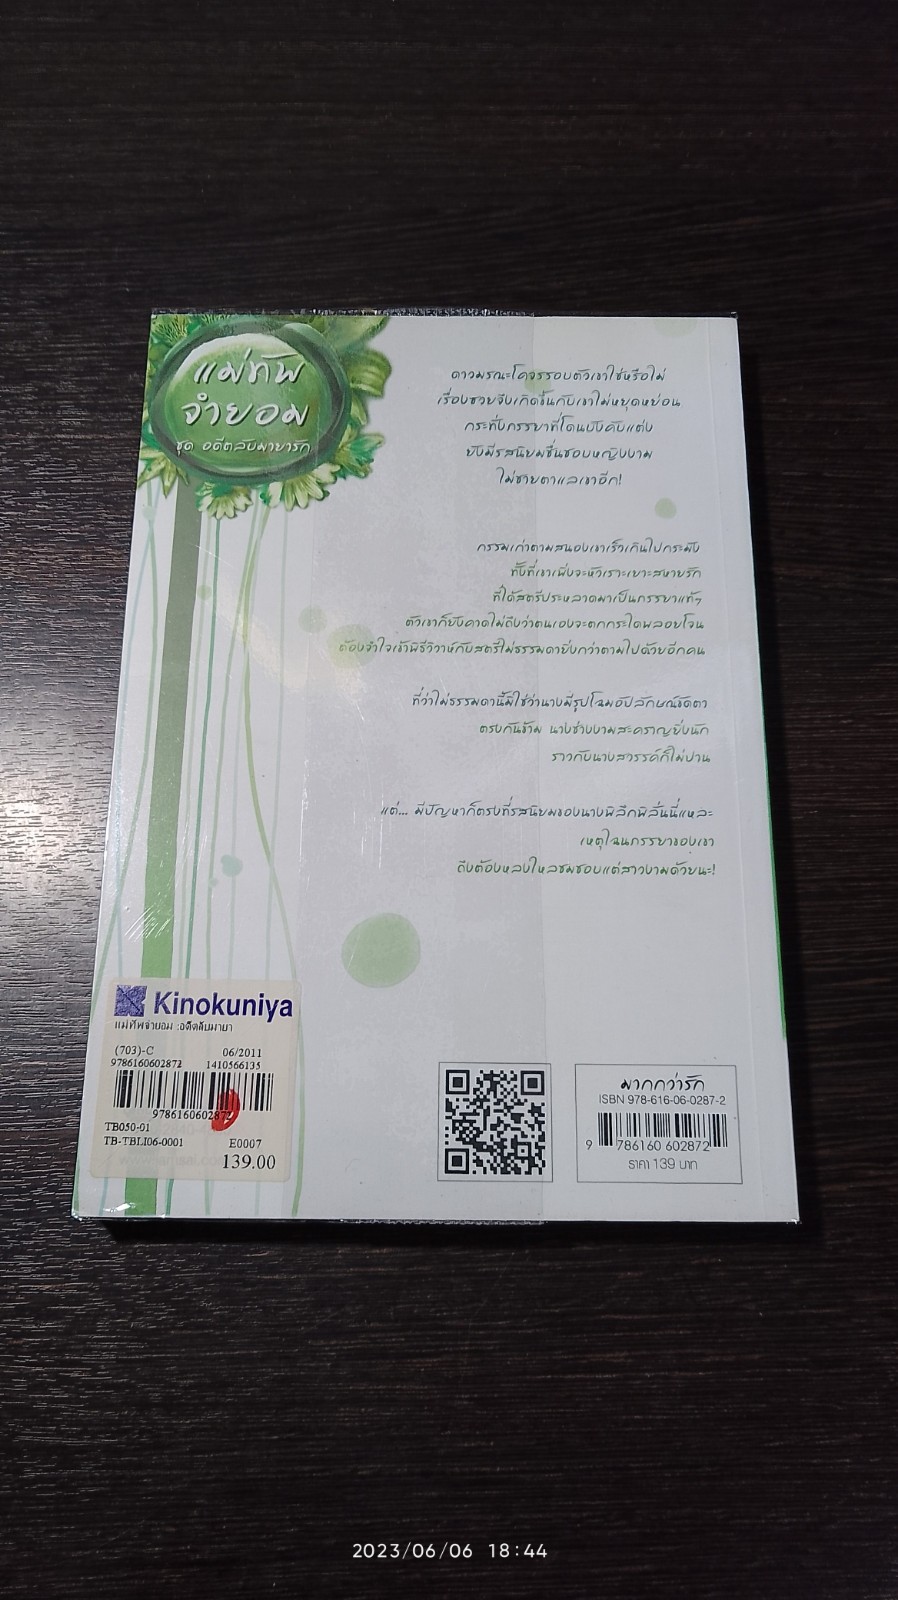 แม่ทัพ
จำยอม
ชุด อดีตลับมายารัก
ดาวมรณะโคจรรอบตัวเขาใช่หรือไม่
เรื่องซวยจึงเกิดขึ้นกับเขาไม่หยุดหย่อน
กระทั่งภรรยาที่โดนบังคับแต่ง
ยังมีรสนิยมชื่นชอบหญิงงาม
ไม่ชายตาแลเขาอีก!
กรรมเก่าตามสนองเขาเร็วเกินไปกระมัง
ทั้งที่เขาเพิ่งจะหัวเราะเยาะสหายรัก
ที่ได้สตรีประหลาดมาเป็นภรรยาแท้ๆ
ตัวเขาก็ยังคาดไม่ถึงว่าตนเองจะตกกระไดพลอยโจน
ต้องจำใจเข้าพิธีวิวาห์กับสตรีไม่ธรรมดายิ่งกว่าตามไปด้วยอีกคน
ที่ว่าไม่ธรรมดานี้มิใช่ว่านางมีรูปโฉมอัปลักษณ์ขัดตา
ตรงกันข้าม นางช่างงามสะคราญยิ่งนัก
ราวกับนางสวรรค์ก็ไม่ปาน
แต่... มีปัญหาก็ตรงที่รสนิยมของนางพิลึกพิลั่นนี่แหละ
เหตุไฉนภรรยาของเขา
ถึงต้องหลงใหลชมชอบแต่สาวงามด้วยนะ!
Kinokuniya
แม่ทัพจำยอม :อดีตลับมายา
(703)-C 06/2011
9786160602872 1410566135
9786160602872
TB050-01
TB-TBLI06-0001 E0007
139.00
มากกว่ารัก
ISBN 978-616-06-0287-2
9 786160 602872
ราคา 139 บาท
2023/06/06 18:44